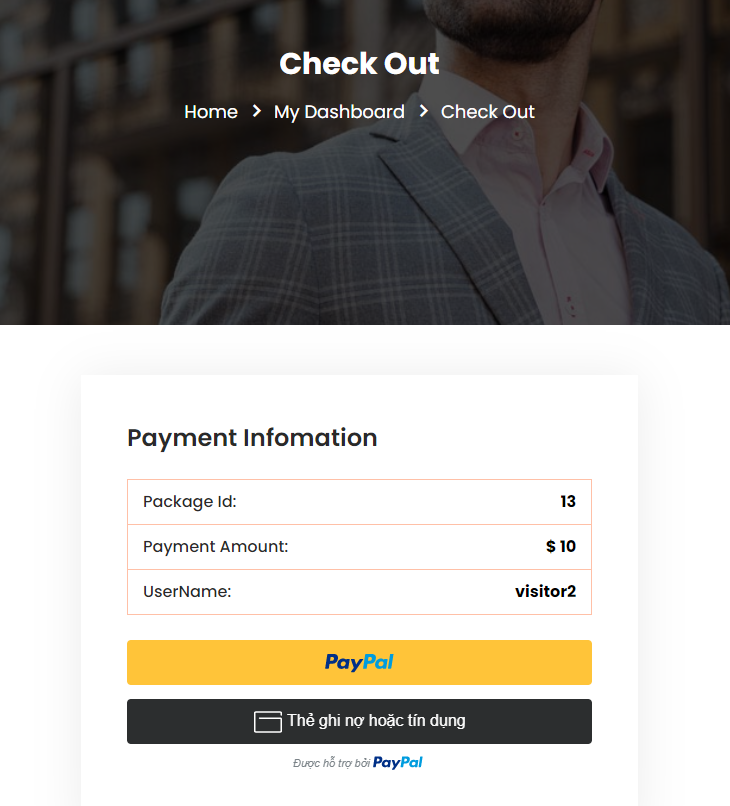 Check Out
Home > My Dashboard > Check Out
Payment Infomation
Package Id: 13
Payment Amount: $ 10
UserName: visitor2
PayPal
Thẻ ghi nợ hoặc tín dụng
Được hỗ trợ bởi PayPal